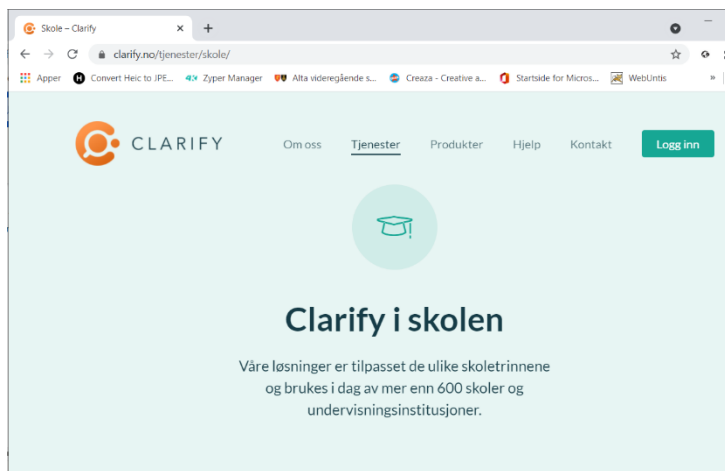 Skole – Clarify
clarify.no/tjenester/skole/
Apper Convert Heic to JPE... Zyper Manager Alta videregående s... Creaza - Creative a... Startside for Micros... WebUntis »
CLARIFY Om oss Tjenester Produkter Hjelp Kontakt Logg inn
Clarify i skolen
Våre løsninger er tilpasset de ulike skoletrinnene
og brukes i dag av mer enn 600 skoler og
undervisningsinstitusjoner.